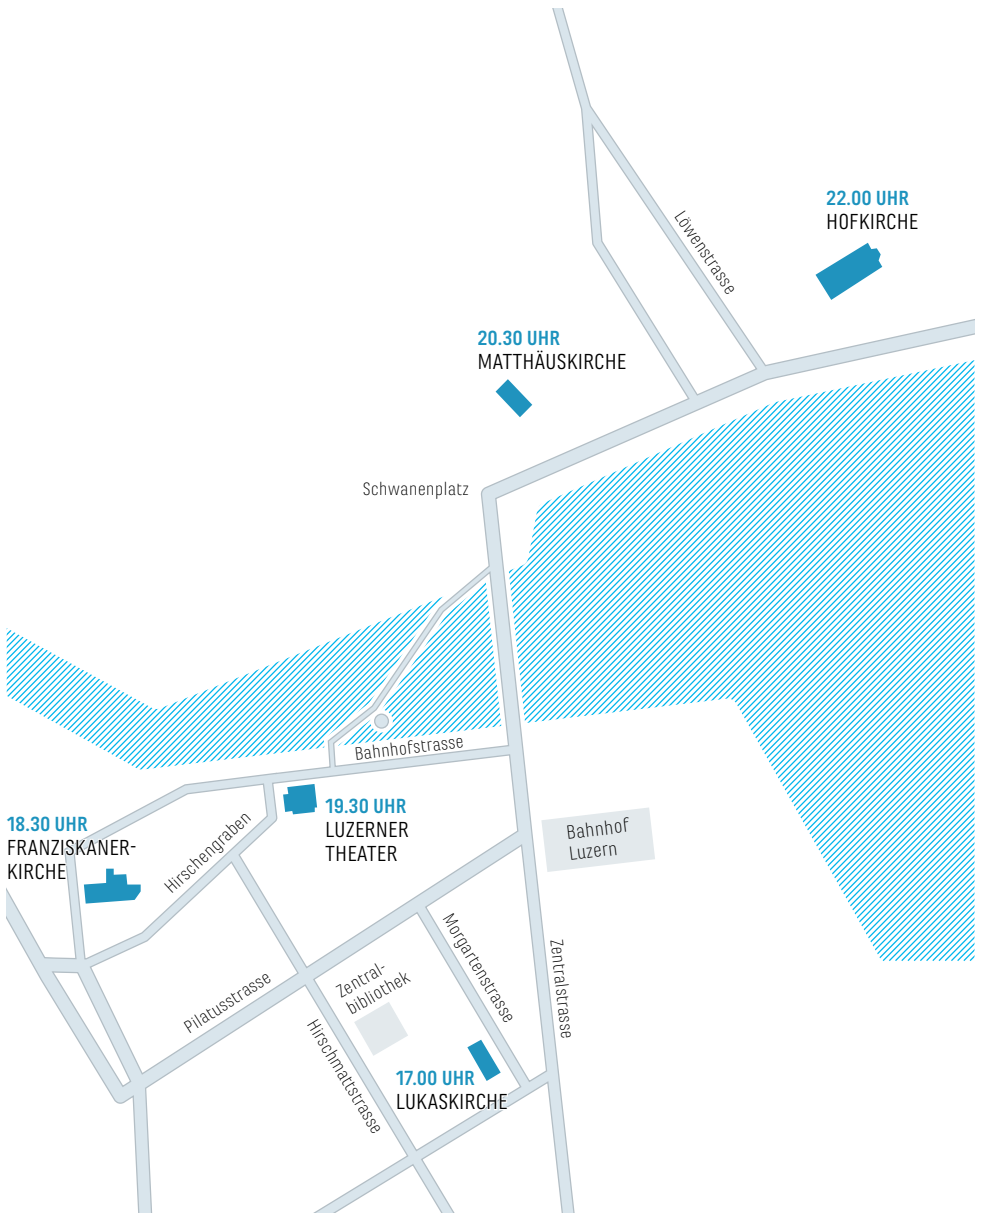 22.00 UHR
HOFKIRCHE
Löwenstrasse
20.30 UHR
MATTHÄUSKIRCHE
Schwanenplatz
Bahnhofstrasse
19.30 UHR
LUZERNER
THEATER
18.30 UHR
FRANZISKANER-
KIRCHE
Hirschengraben
Bahnhof
Luzern
Morgartenstrasse
Zentralstrasse
Zentral-
bibliothek
Pilatusstrasse
Hirschmattstrasse
17.00 UHR
LUKASKIRCHE